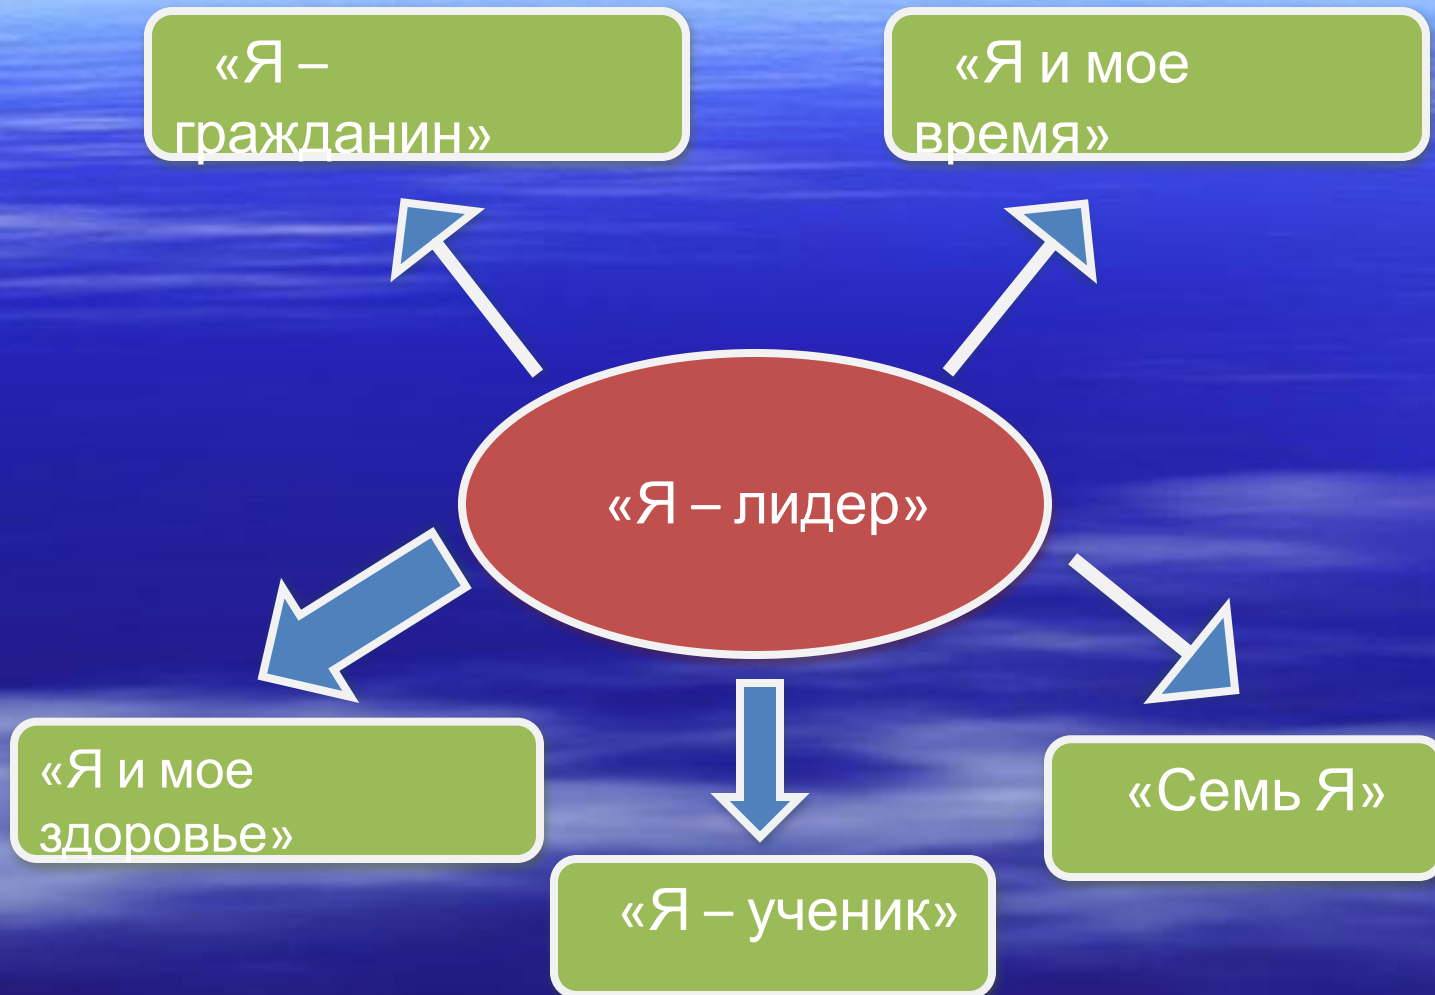 «Я –
гражданин»
«Я и мое
время»
«Я – лидер»
«Я и мое
здоровье»
«Семь Я»
«Я – ученик»